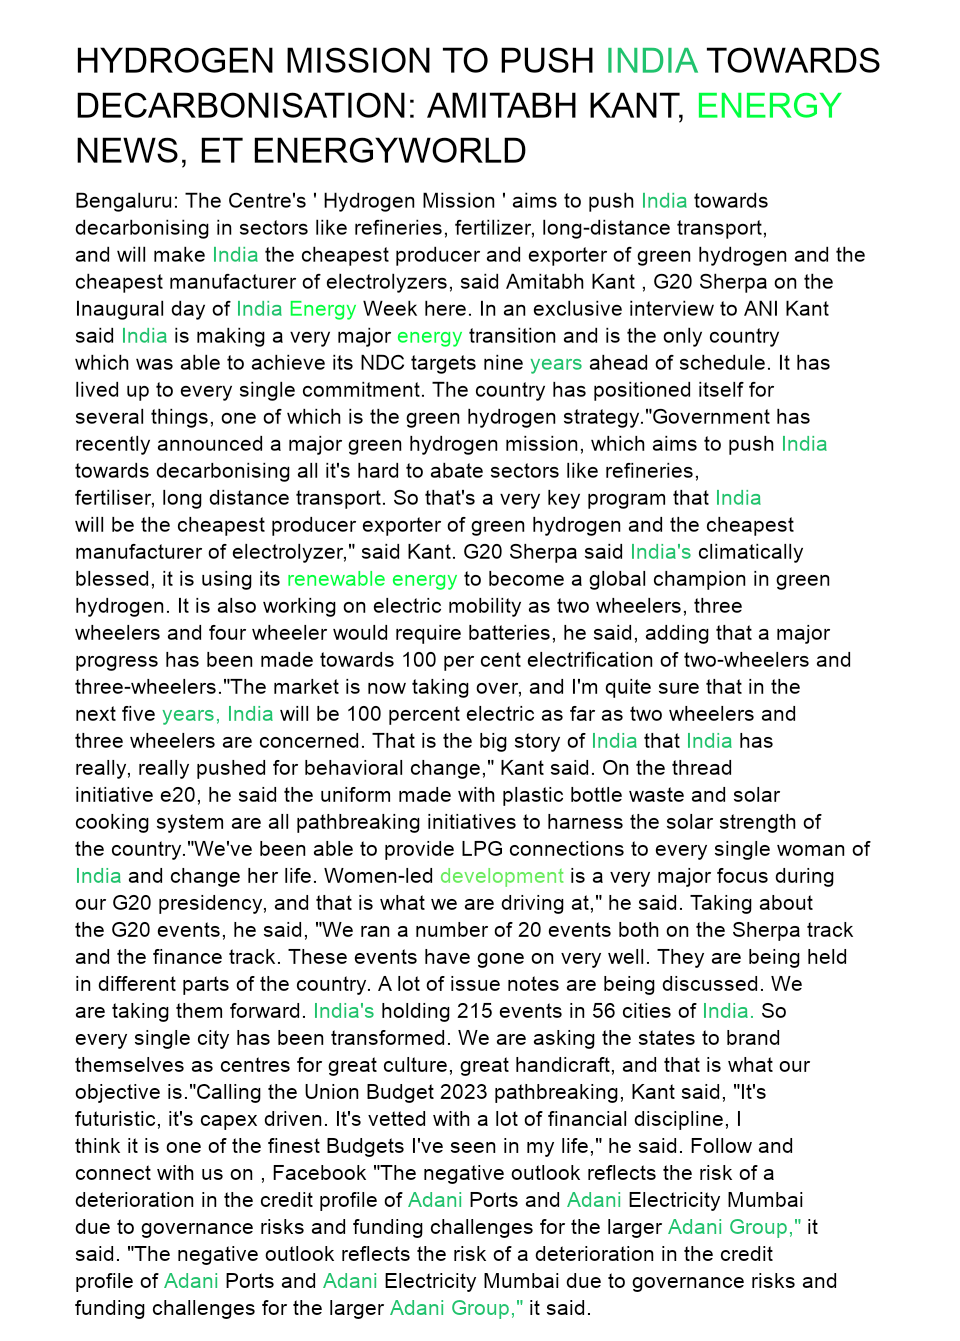 HYDROGEN MISSION TO PUSH INDIA TOWARDS
DECARBONISATION: AMITABH KANT, ENERGY
NEWS, ET ENERGYWORLD
Bengaluru: The Centre's ' Hydrogen Mission ' aims to push India towards
decarbonising in sectors like refineries, fertilizer, long-distance transport,
and will make India the cheapest producer and exporter of green hydrogen and the
cheapest manufacturer of electrolyzers, said Amitabh Kant , G20 Sherpa on the
Inaugural day of India Energy Week here. In an exclusive interview to ANI Kant
said India is making a very major energy transition and is the only country
which was able to achieve its NDC targets nine years ahead of schedule. It has
lived up to every single commitment. The country has positioned itself for
several things, one of which is the green hydrogen strategy."Government has
recently announced a major green hydrogen mission, which aims to push India
towards decarbonising all it's hard to abate sectors like refineries,
fertiliser, long distance transport. So that's a very key program that India
will be the cheapest producer exporter of green hydrogen and the cheapest
manufacturer of electrolyzer," said Kant. G20 Sherpa said India's climatically
blessed, it is using its renewable energy to become a global champion in green
hydrogen. It is also working on electric mobility as two wheelers, three
wheelers and four wheeler would require batteries, he said, adding that a major
progress has been made towards 100 per cent electrification of two-wheelers and
three-wheelers."The market is now taking over, and I'm quite sure that in the
next five years, India will be 100 percent electric as far as two wheelers and
three wheelers are concerned. That is the big story of India that India has
really, really pushed for behavioral change," Kant said. On the thread
initiative e20, he said the uniform made with plastic bottle waste and solar
cooking system are all pathbreaking initiatives to harness the solar strength of
the country."We've been able to provide LPG connections to every single woman of
India and change her life. Women-led development is a very major focus during
our G20 presidency, and that is what we are driving at," he said. Taking about
the G20 events, he said, "We ran a number of 20 events both on the Sherpa track
and the finance track. These events have gone on very well. They are being held
in different parts of the country. A lot of issue notes are being discussed. We
are taking them forward. India's holding 215 events in 56 cities of India. So
every single city has been transformed. We are asking the states to brand
themselves as centres for great culture, great handicraft, and that is what our
objective is."Calling the Union Budget 2023 pathbreaking, Kant said, "It's
futuristic, it's capex driven. It's vetted with a lot of financial discipline, I
think it is one of the finest Budgets I've seen in my life," he said. Follow and
connect with us on , Facebook "The negative outlook reflects the risk of a
deterioration in the credit profile of Adani Ports and Adani Electricity Mumbai
due to governance risks and funding challenges for the larger Adani Group," it
said. "The negative outlook reflects the risk of a deterioration in the credit
profile of Adani Ports and Adani Electricity Mumbai due to governance risks and
funding challenges for the larger Adani Group," it said.